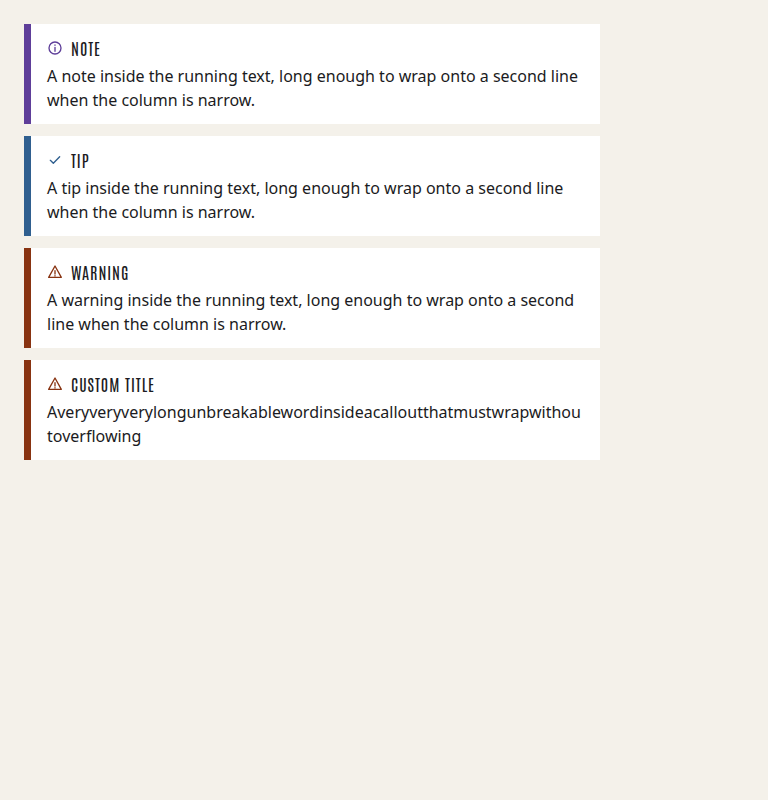 NOTE
A note inside the running text, long enough to wrap onto a second line
when the column is narrow.
TIP
A tip inside the running text, long enough to wrap onto a second line
when the column is narrow.
WARNING
A warning inside the running text, long enough to wrap onto a second
line when the column is narrow.
CUSTOM TITLE
Averyveryverylongunbreakablewordinsideacalloutthatmustwrapwithou
toverflowing